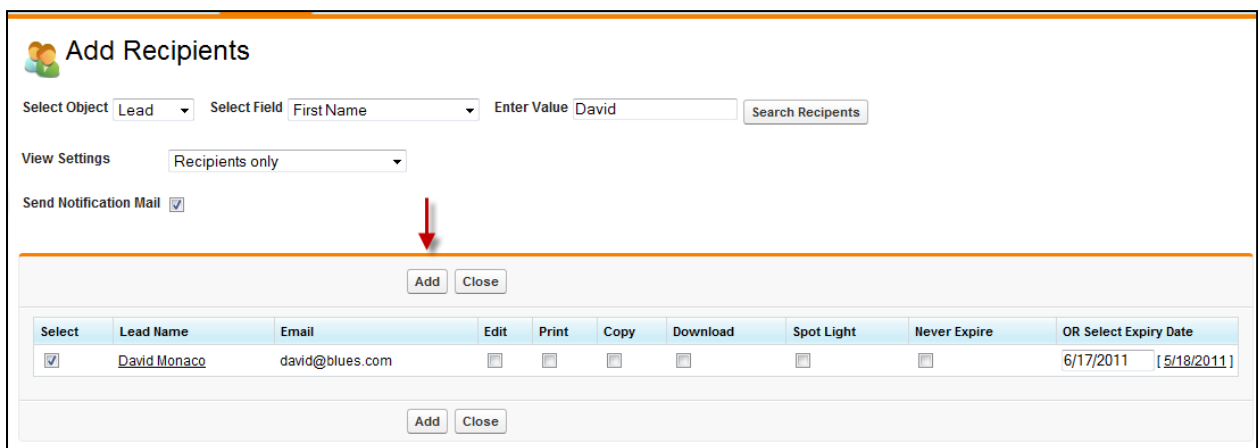 Add Recipients
Select Object Lead Select Field First Name Enter Value David Search Recipents
View Settings Recipients only
Send Notification Mail
Add Close
Select Lead Name Email Edit Print Copy Download Spot Light Never Expire OR Select Expiry Date
David Monaco david@blues.com 6/17/2011 [ 5/18/2011 ]
Add Close